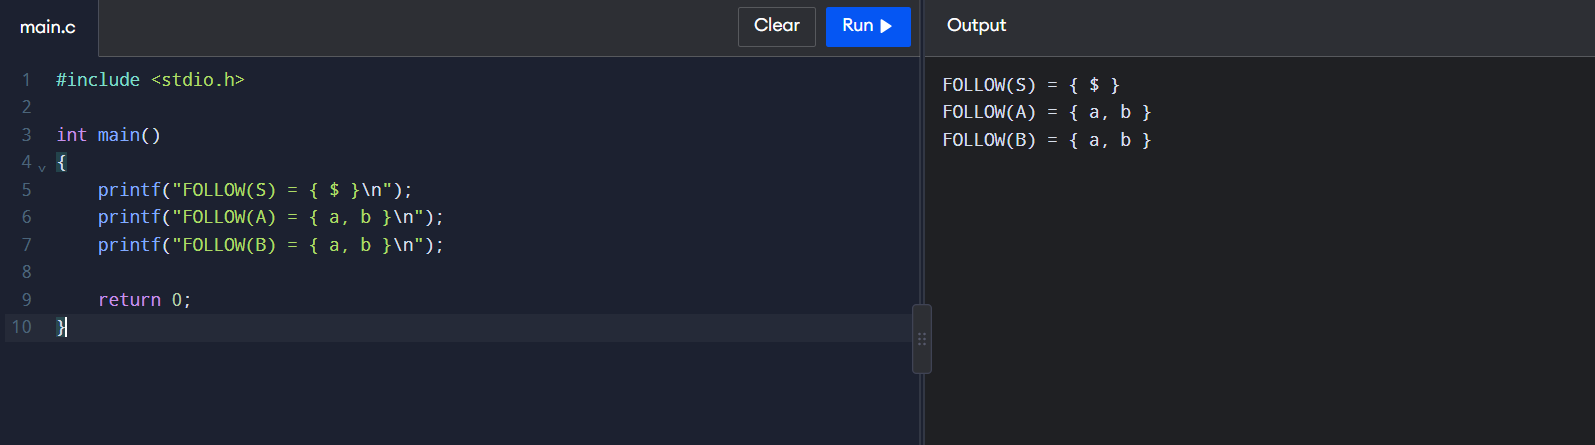 main.c
Clear
Run
1 #include <stdio.h>
2
3 int main()
4 {
5     printf("FOLLOW(S) = { $ }\n");
6     printf("FOLLOW(A) = { a, b }\n");
7     printf("FOLLOW(B) = { a, b }\n");
8
9     return 0;
10 }
Output
FOLLOW(S) = { $ }
FOLLOW(A) = { a, b }
FOLLOW(B) = { a, b }